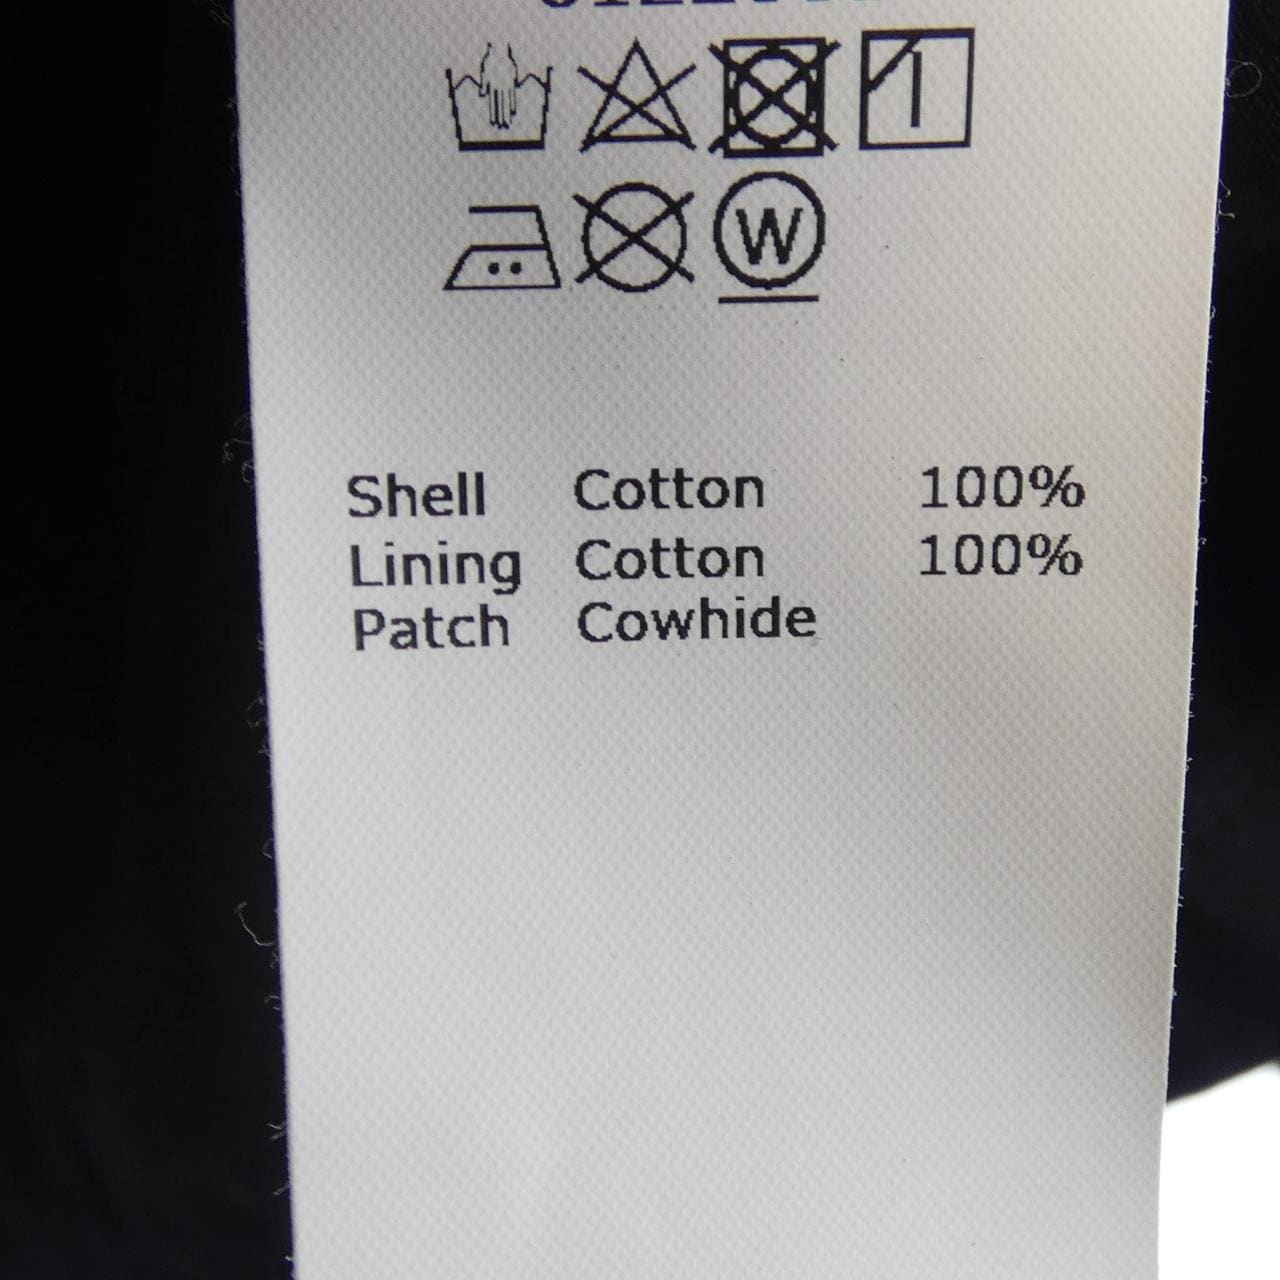 W
Shell Cotton 100%
Lining Cotton 100%
Patch Cowhide